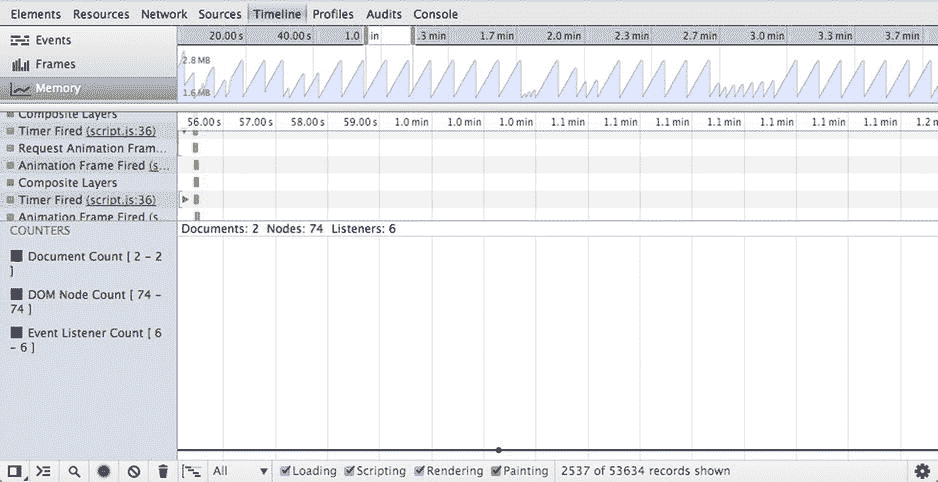 Elements Resources Network Sources Timeline Profiles Audits Console
Events
Frames
Memory
20.00 s 40.00 s 1.0 in .3 min 1.7 min 2.0 min 2.3 min 2.7 min 3.0 min 3.3 min 3.7 min
2.8 MB
1.6 MB
56.00 s 57.00 s 58.00 s 59.00 s 1.0 min 1.0 min 1.0 min 1.1 min 1.1 min 1.1 min 1.1 min 1.1 min 1.1 min 1.2 m
Composite Layers
Timer Fired (script.js:36)
Request Animation Fram...
Animation Frame Fired (s...
Composite Layers
Timer Fired (script.js:36)
Animation Frame Fired (s...
COUNTERS
Documents: 2 Nodes: 74 Listeners: 6
Document Count [ 2 – 2
]
DOM Node Count [ 74 –
74 ]
Event Listener Count [ 6
– 6 ]
All Loading Scripting Rendering Painting 2537 of 53634 records shown